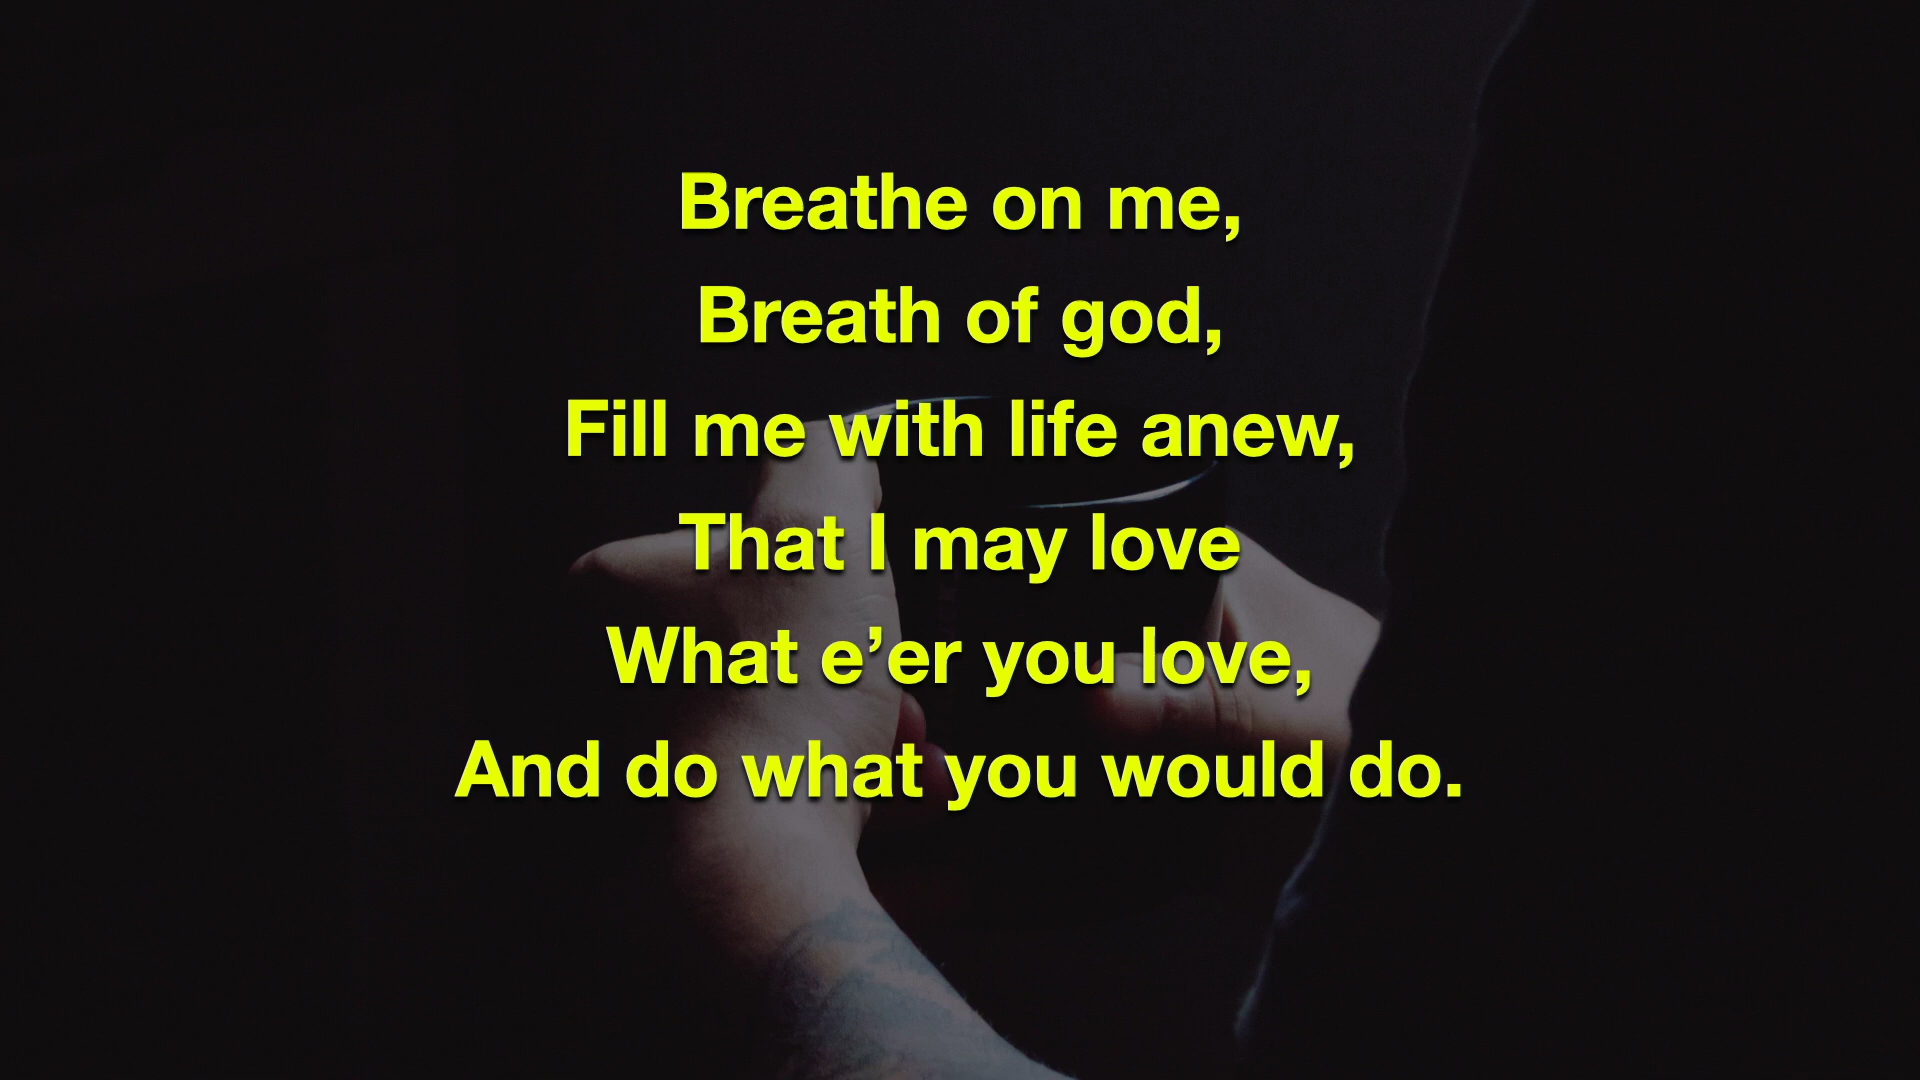 Breathe on me,
Breath of god,
Fill me with life anew,
That I may love
What e’er you love,
And do what you would do.